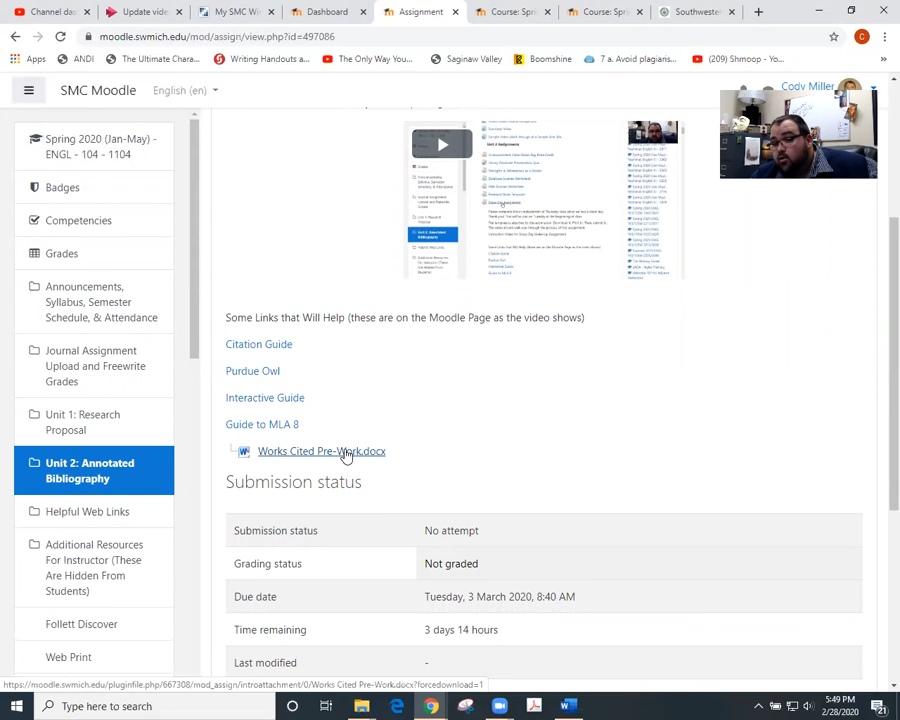 Channel das
Update vide
My SMC Wi
Dashboard
Assignment
Course: Spri
Course: Spri
Southweste
moodle.swmich.edu/mod/assign/view.php?id=497086
Apps
ANDI
The Ultimate Chara...
Writing Handouts a...
The Only Way You...
Saginaw Valley
Boomshine
7 a. Avoid plagiaris...
(209) Shmoop - Yo...
SMC Moodle
English (en)
Cody Miller
Spring 2020 (Jan-May) -
ENGL - 104 - 1104
Badges
Competencies
Grades
Announcements,
Syllabus, Semester
Schedule, & Attendance
Journal Assignment
Upload and Freewrite
Grades
Unit 1: Research
Proposal
Unit 2: Annotated
Bibliography
Helpful Web Links
Additional Resources
For Instructor (These
Are Hidden From
Students)
Follett Discover
Web Print
Some Links that Will Help (these are on the Moodle Page as the video shows)
Citation Guide
Purdue Owl
Interactive Guide
Guide to MLA 8
Works Cited Pre-Work.docx
Submission status
Submission status No attempt
Grading status Not graded
Due date Tuesday, 3 March 2020, 8:40 AM
Time remaining 3 days 14 hours
Last modified -
https://moodle.swmich.edu/pluginfile.php/667308/mod_assign/introattachment/0/Works Cited Pre-Work.docx?forcedownload=1
Type here to search
5:49 PM
2/28/2020
21